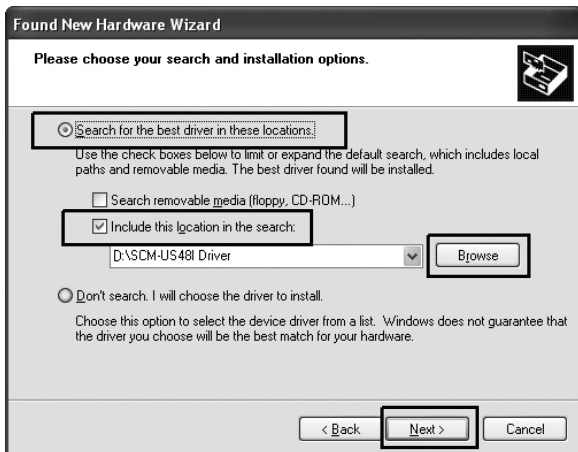 Found New Hardware Wizard
Please choose your search and installation options.
Search for the best driver in these locations.
Use the check boxes below to limit or expand the default search, which includes local
paths and removable media. The best driver found will be installed.
Search removable media (floppy, CD-ROM...)
Include this location in the search:
D:\SCM-US48I Driver
Browse
Don't search. I will choose the driver to install.
Choose this option to select the device driver from a list. Windows does not guarantee that
the driver you choose will be the best match for your hardware.
< Back Next > Cancel